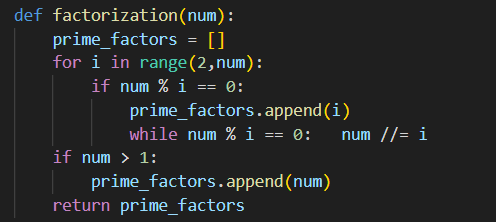 def factorization(num):
    prime_factors = []
    for i in range(2,num):
        if num % i == 0:
            prime_factors.append(i)
            while num % i == 0:   num //= i
    if num > 1:
        prime_factors.append(num)
    return prime_factors